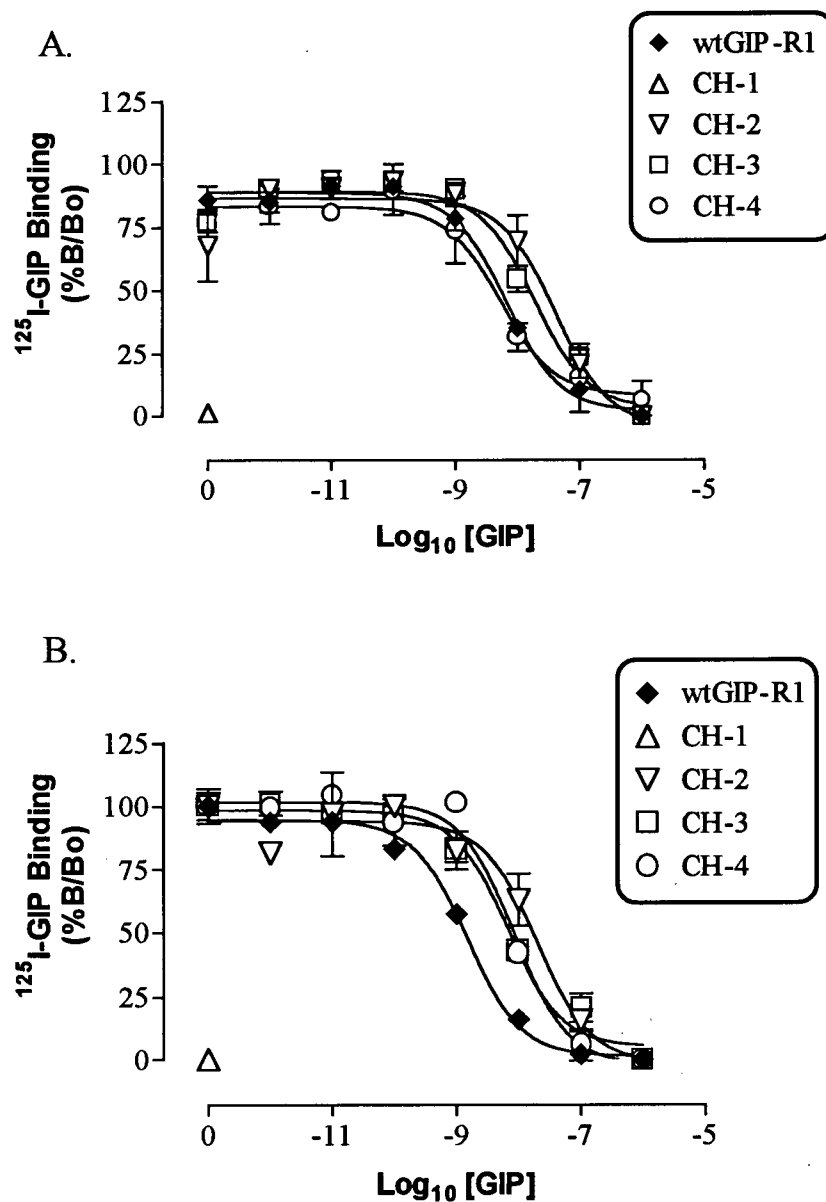 A.
wtGIP-R1
CH-1
CH-2
CH-3
CH-4
125
100
75
50
25
0
¹²⁵I-GIP Binding
(%B/Bo)
0 -11 -9 -7 -5
Log₁₀ [GIP]
B.
wtGIP-R1
CH-1
CH-2
CH-3
CH-4
125
100
75
50
25
0
¹²⁵I-GIP Binding
(%B/Bo)
0 -11 -9 -7 -5
Log₁₀ [GIP]